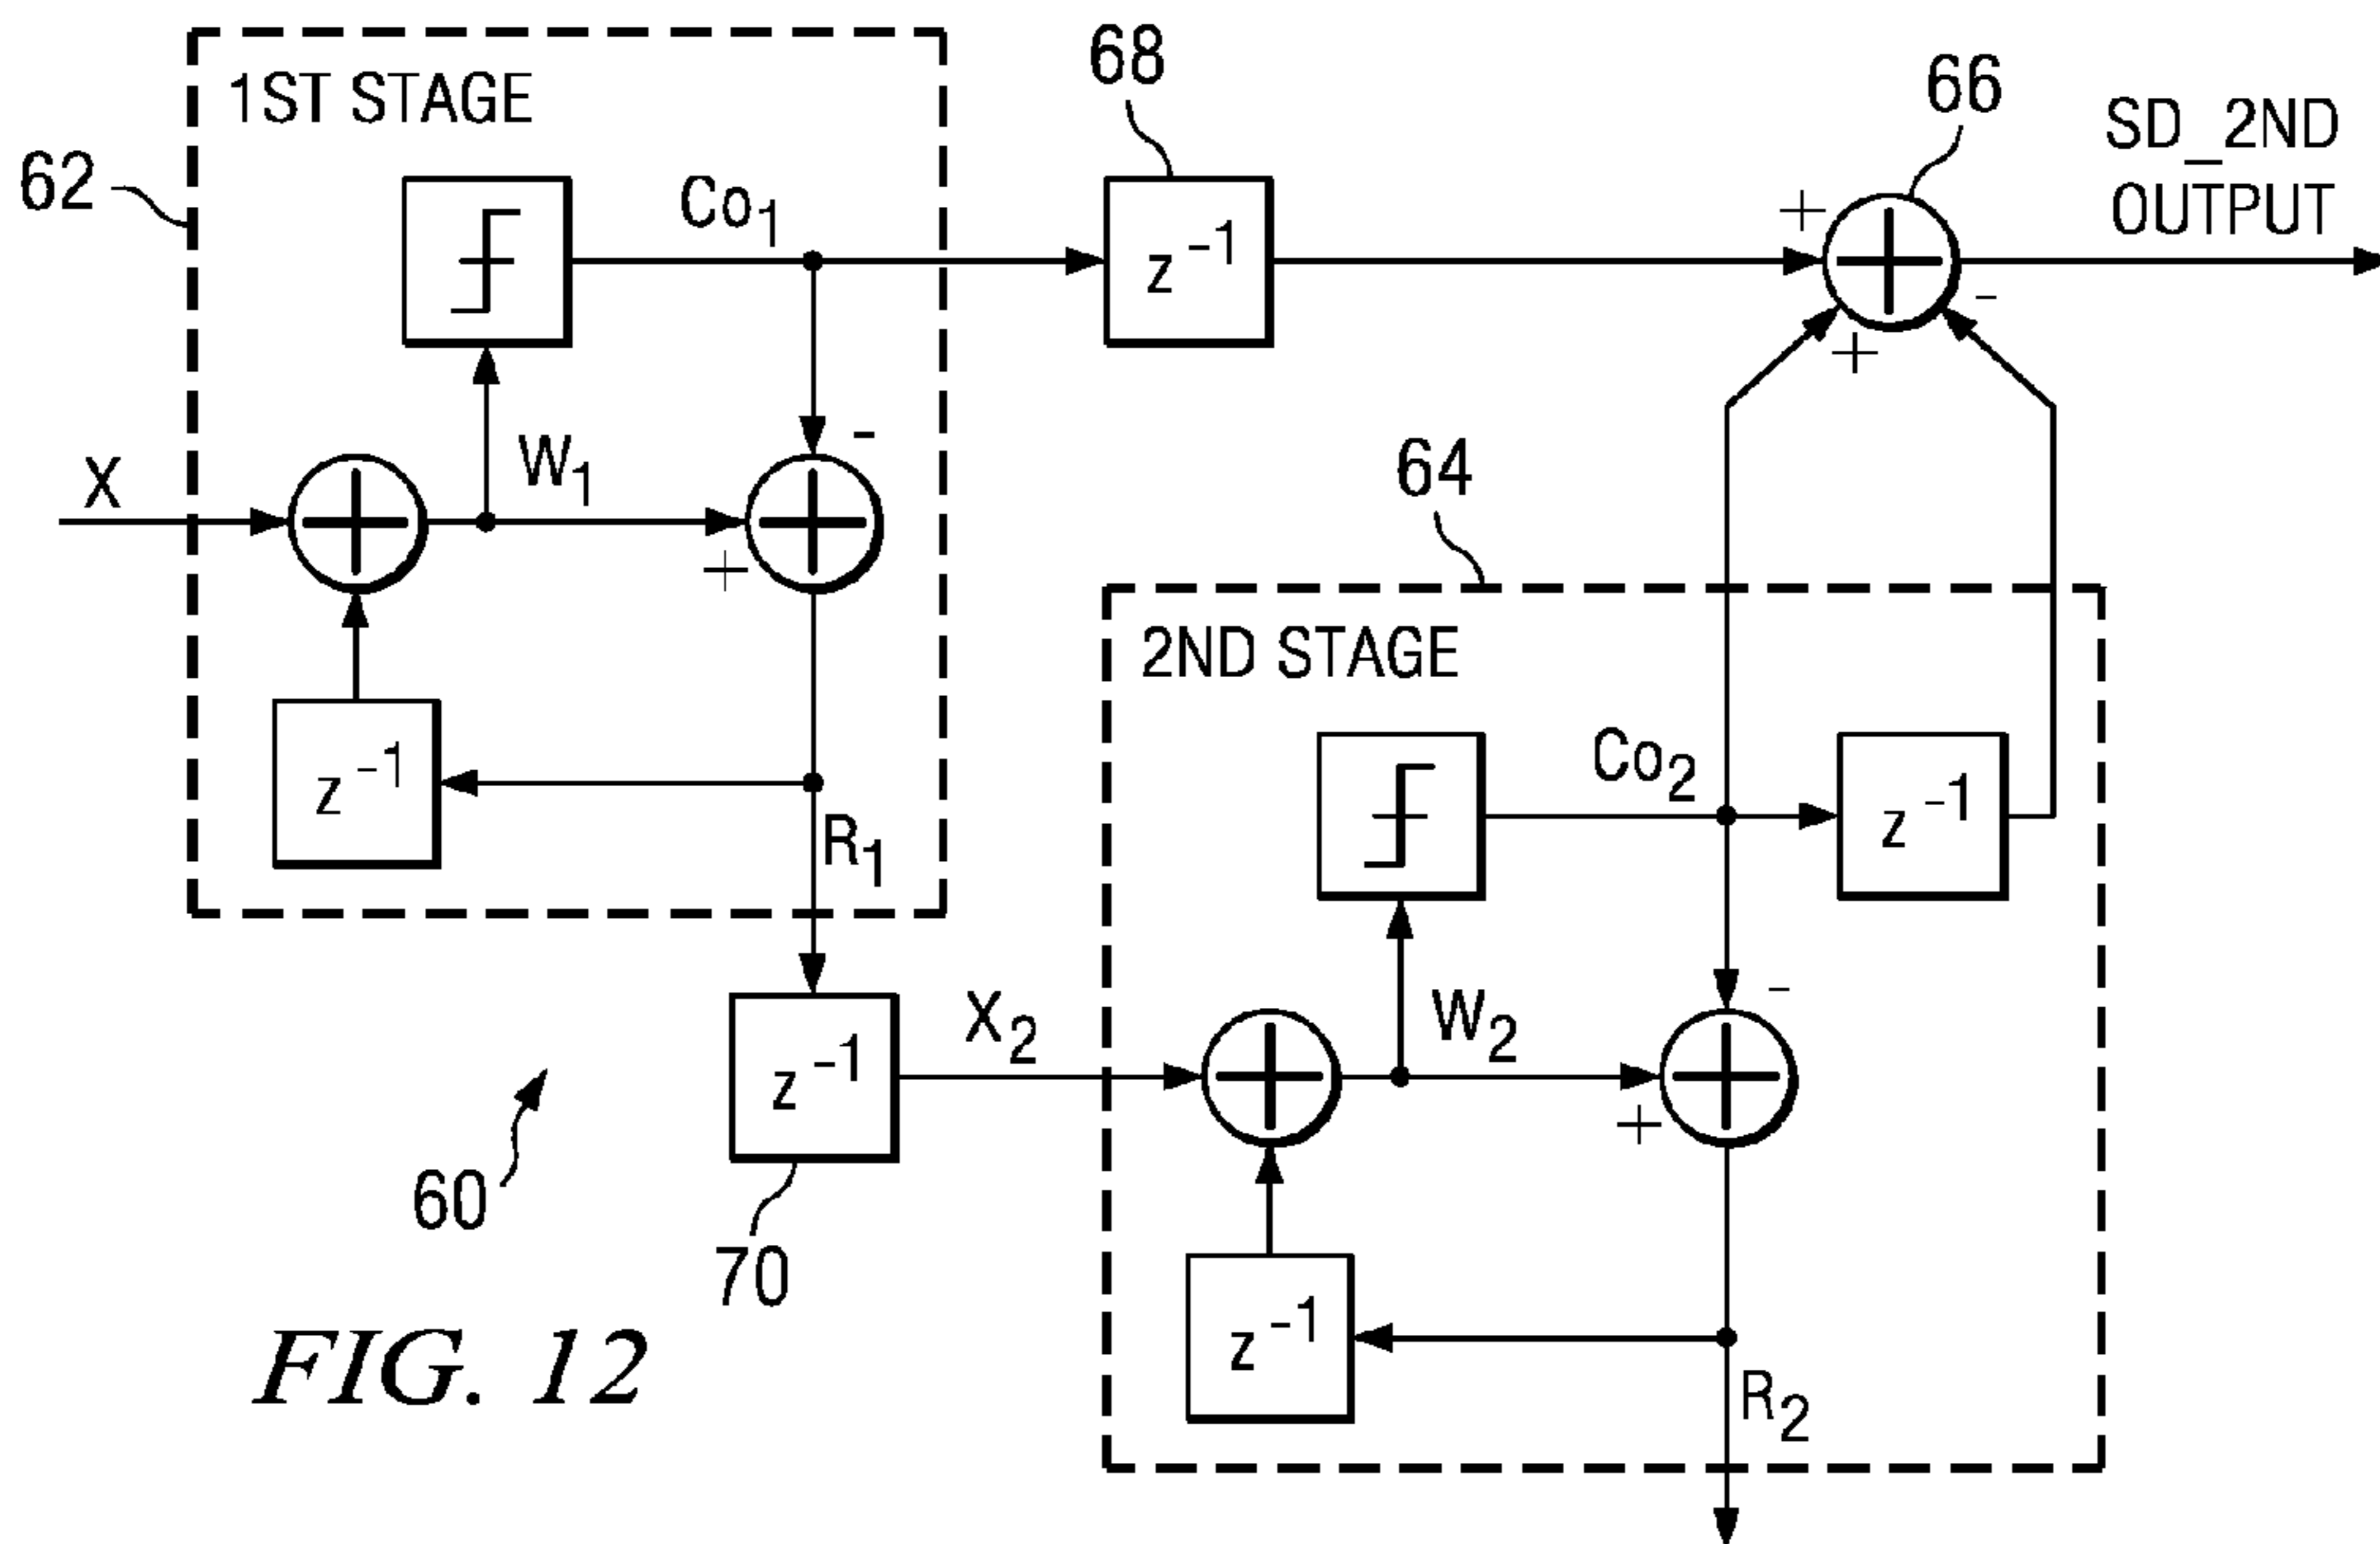 1ST STAGE
62
68
66
SD_2ND
OUTPUT
Co1
z-1
+
-
+
X
W1
-
+
z-1
R1
64
2ND STAGE
Co2
z-1
X2
W2
-
+
z-1
70
60
z-1
R2
FIG. 12